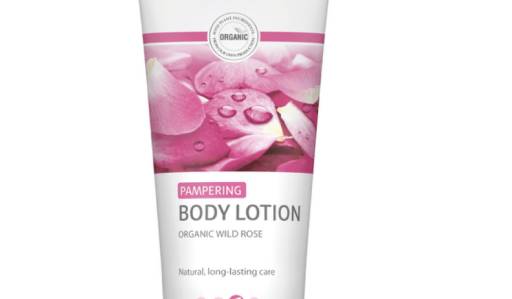 ORGANIC
PAMPERING
BODY LOTION
ORGANIC WILD ROSE
Natural, long-lasting care